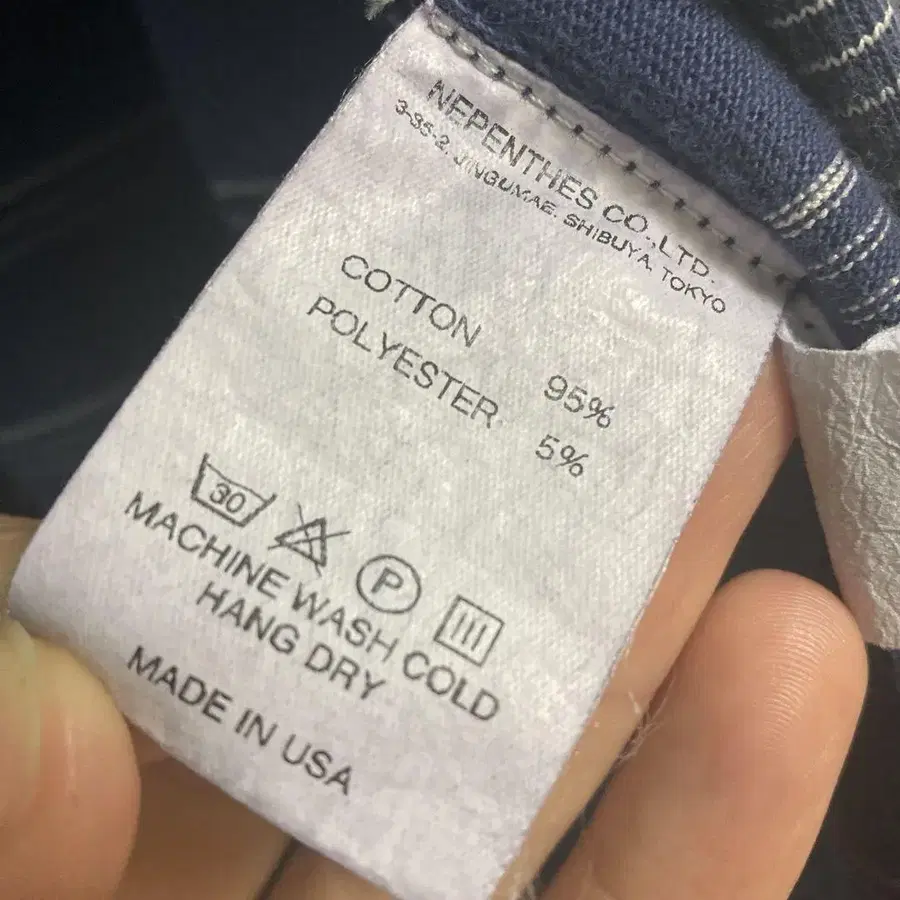 NEPENTHES CO.,LTD.
3-35-2, JINGUMAE, SHIBUYA, TOKYO
COTTON 95%
POLYESTER 5%
30 P
MACHINE WASH COLD
HANG DRY
MADE IN USA